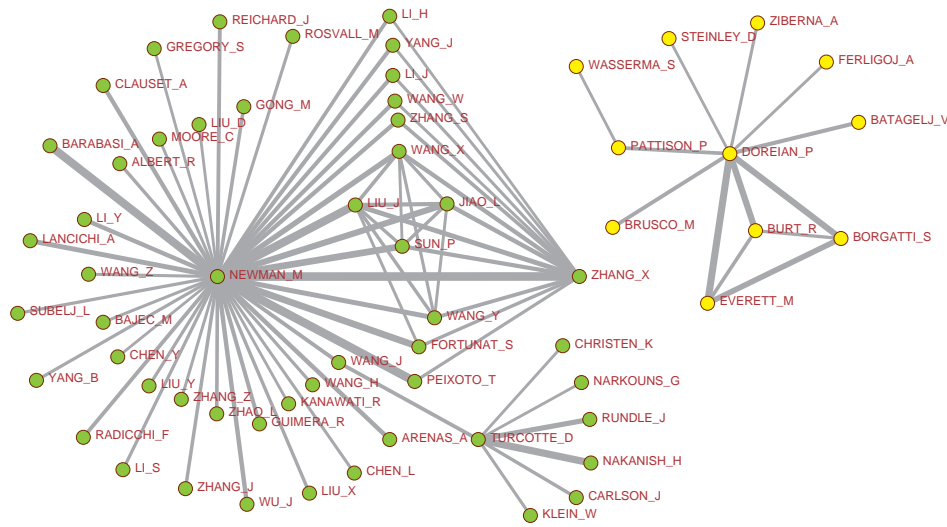 LI_H
REICHARD_J
ROSVALL_M
ZIBERNA_A
STEINLEY_D
GREGORY_S
YANG_J
FERLIGOJ_A
WASSERMA_S
LI_J
CLAUSET_A
WANG_W
GONG_M
ZHANG_S
LIU_D
BATAGELJ_V
MOORE_C
BARABASI_A
PATTISON_P
WANG_X
DOREIAN_P
ALBERT_R
LIU_J
JIAO_L
LI_Y
BRUSCO_M
BURT_R
BORGATTI_S
LANCICHI_A
SUN_P
WANG_Z
NEWMAN_M
ZHANG_X
EVERETT_M
SUBELJ_L
WANG_Y
BAJEC_M
FORTUNAT_S
CHRISTEN_K
CHEN_Y
WANG_J
YANG_B
PEIXOTO_T
NARKOUNS_G
LIU_Y
WANG_H
ZHANG_Z
KANAWATI_R
ZHAO_L
RUNDLE_J
GUIMERA_R
RADICCHI_F
ARENAS_A
TURCOTTE_D
NAKANISH_H
LI_S
CHEN_L
ZHANG_J
LIU_X
CARLSON_J
WU_J
KLEIN_W